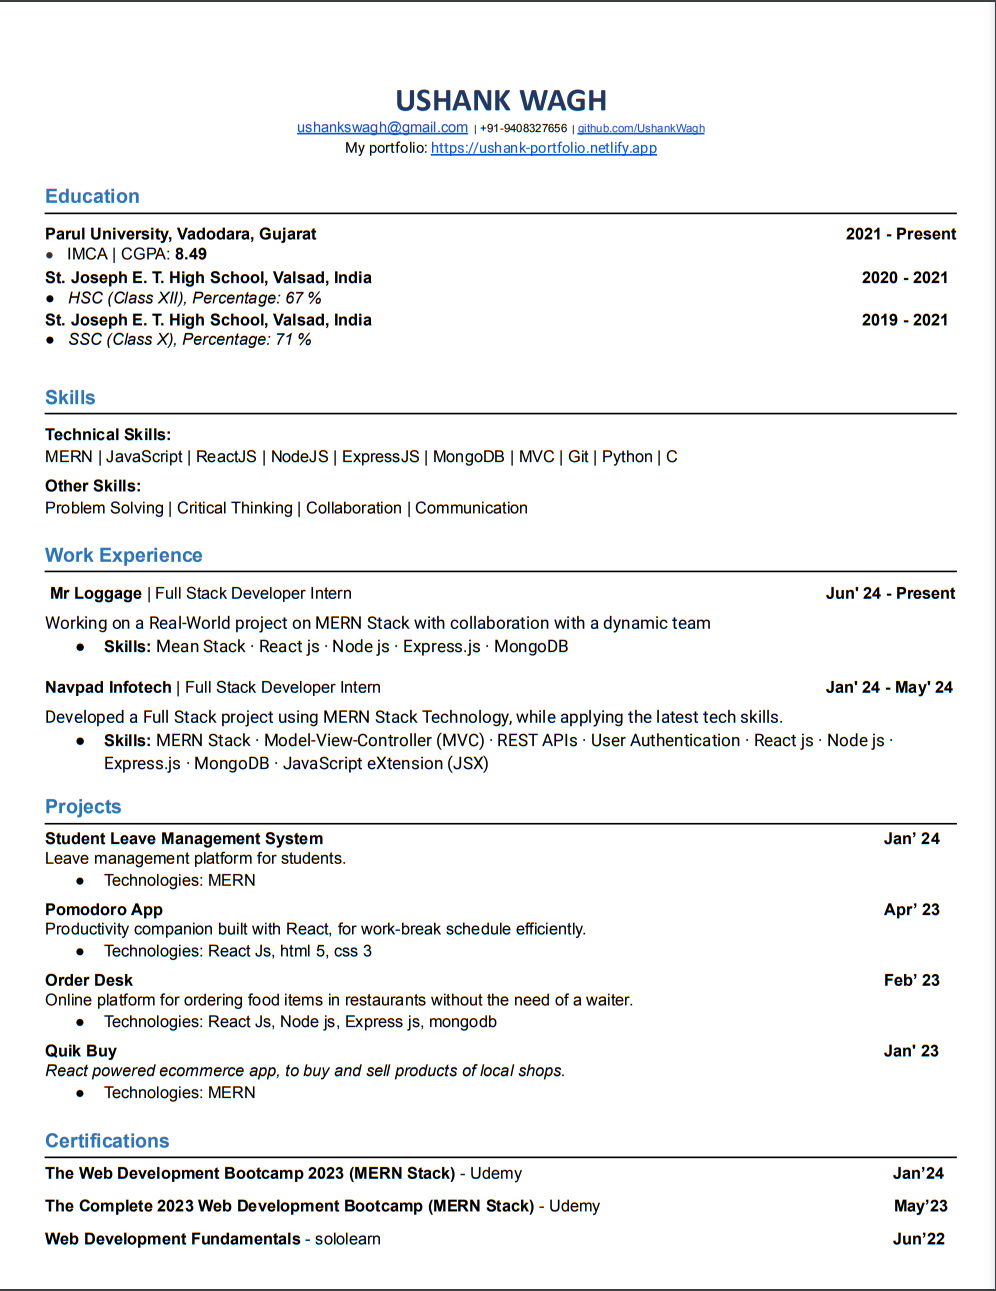 USHANK WAGH
ushankswagh@gmail.com | +91-9408327656 | github.com/UshankWagh
My portfolio: https://ushank-portfolio.netlify.app
Education
Parul University, Vadodara, Gujarat 2021 - Present
● IMCA | CGPA: 8.49
St. Joseph E. T. High School, Valsad, India 2020 - 2021
● HSC (Class XII), Percentage: 67 %
St. Joseph E. T. High School, Valsad, India 2019 - 2021
● SSC (Class X), Percentage: 71 %
Skills
Technical Skills:
MERN | JavaScript | ReactJS | NodeJS | ExpressJS | MongoDB | MVC | Git | Python | C
Other Skills:
Problem Solving | Critical Thinking | Collaboration | Communication
Work Experience
Mr Loggage | Full Stack Developer Intern Jun' 24 - Present
Working on a Real-World project on MERN Stack with collaboration with a dynamic team
● Skills: Mean Stack · React js · Node js · Express.js · MongoDB
Navpad Infotech | Full Stack Developer Intern Jan' 24 - May' 24
Developed a Full Stack project using MERN Stack Technology, while applying the latest tech skills.
● Skills: MERN Stack · Model-View-Controller (MVC) · REST APIs · User Authentication · React js · Node js ·
Express.js · MongoDB · JavaScript eXtension (JSX)
Projects
Student Leave Management System Jan’ 24
Leave management platform for students.
● Technologies: MERN
Pomodoro App Apr’ 23
Productivity companion built with React, for work-break schedule efficiently.
● Technologies: React Js, html 5, css 3
Order Desk Feb’ 23
Online platform for ordering food items in restaurants without the need of a waiter.
● Technologies: React Js, Node js, Express js, mongodb
Quik Buy Jan' 23
React powered ecommerce app, to buy and sell products of local shops.
● Technologies: MERN
Certifications
The Web Development Bootcamp 2023 (MERN Stack) - Udemy Jan’24
The Complete 2023 Web Development Bootcamp (MERN Stack) - Udemy May’23
Web Development Fundamentals - sololearn Jun’22